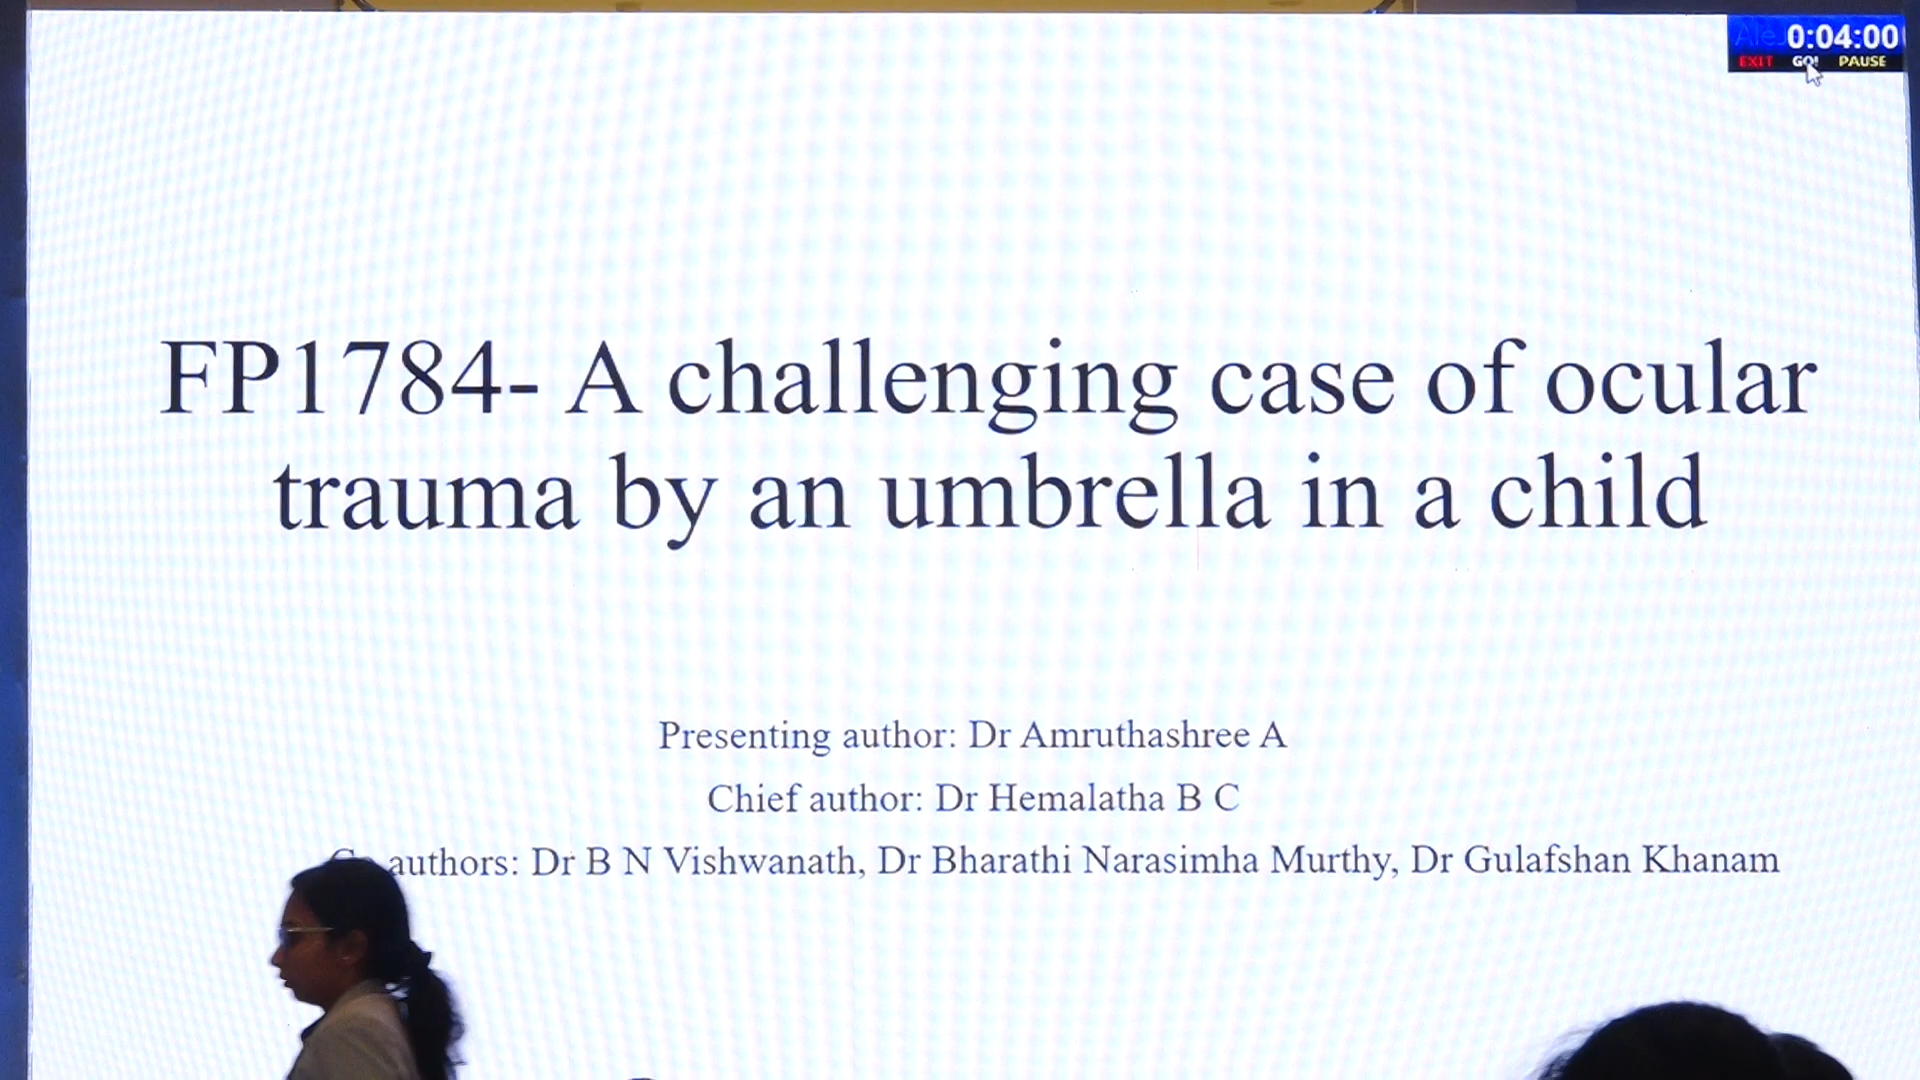 0:04:00
EXIT GO! PAUSE
FP1784- A challenging case of ocular
trauma by an umbrella in a child
Presenting author: Dr Amruthashree A
Chief author: Dr Hemalatha B C
authors: Dr B N Vishwanath, Dr Bharathi Narasimha Murthy, Dr Gulafshan Khanam